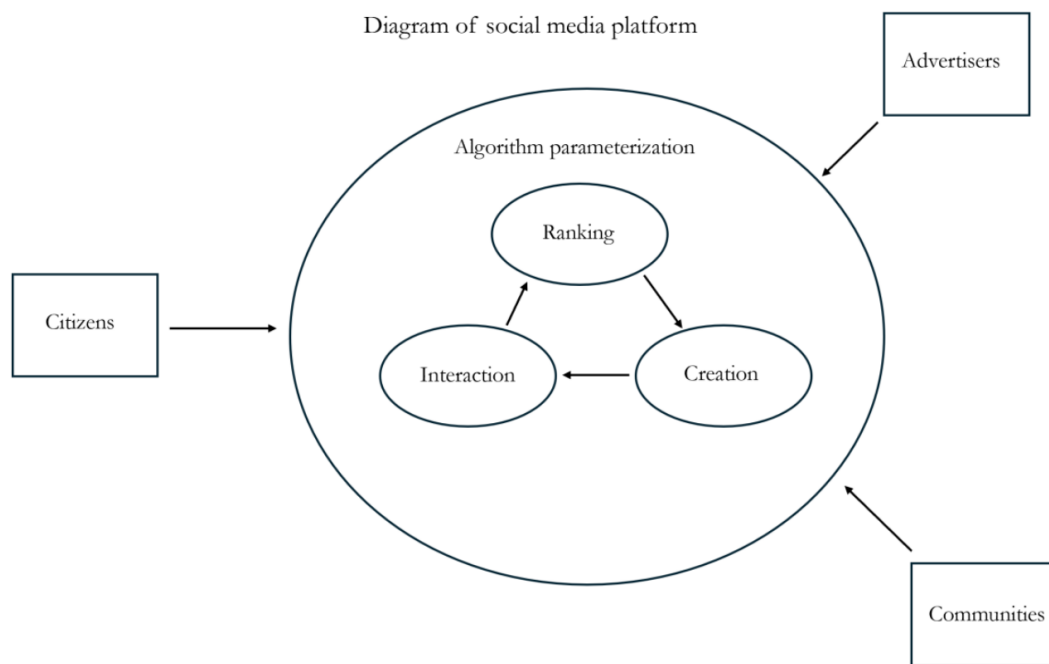 Diagram of social media platform
Advertisers
Algorithm parameterization
Ranking
Citizens
Interaction
Creation
Communities